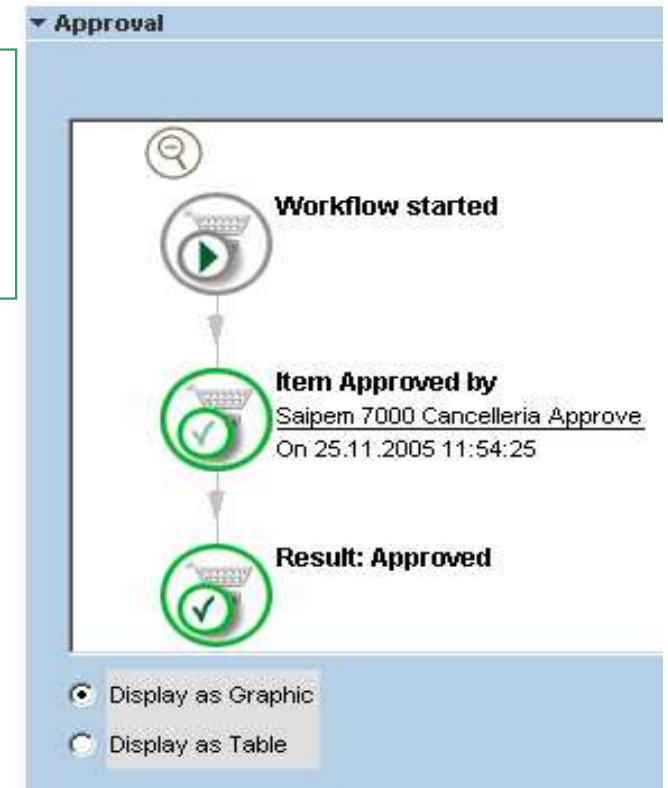 Approval
Workflow started
Item Approved by
Saipem 7000 Cancelleria Approve
On 25.11.2005 11:54:25
Result: Approved
Display as Graphic
Display as Table